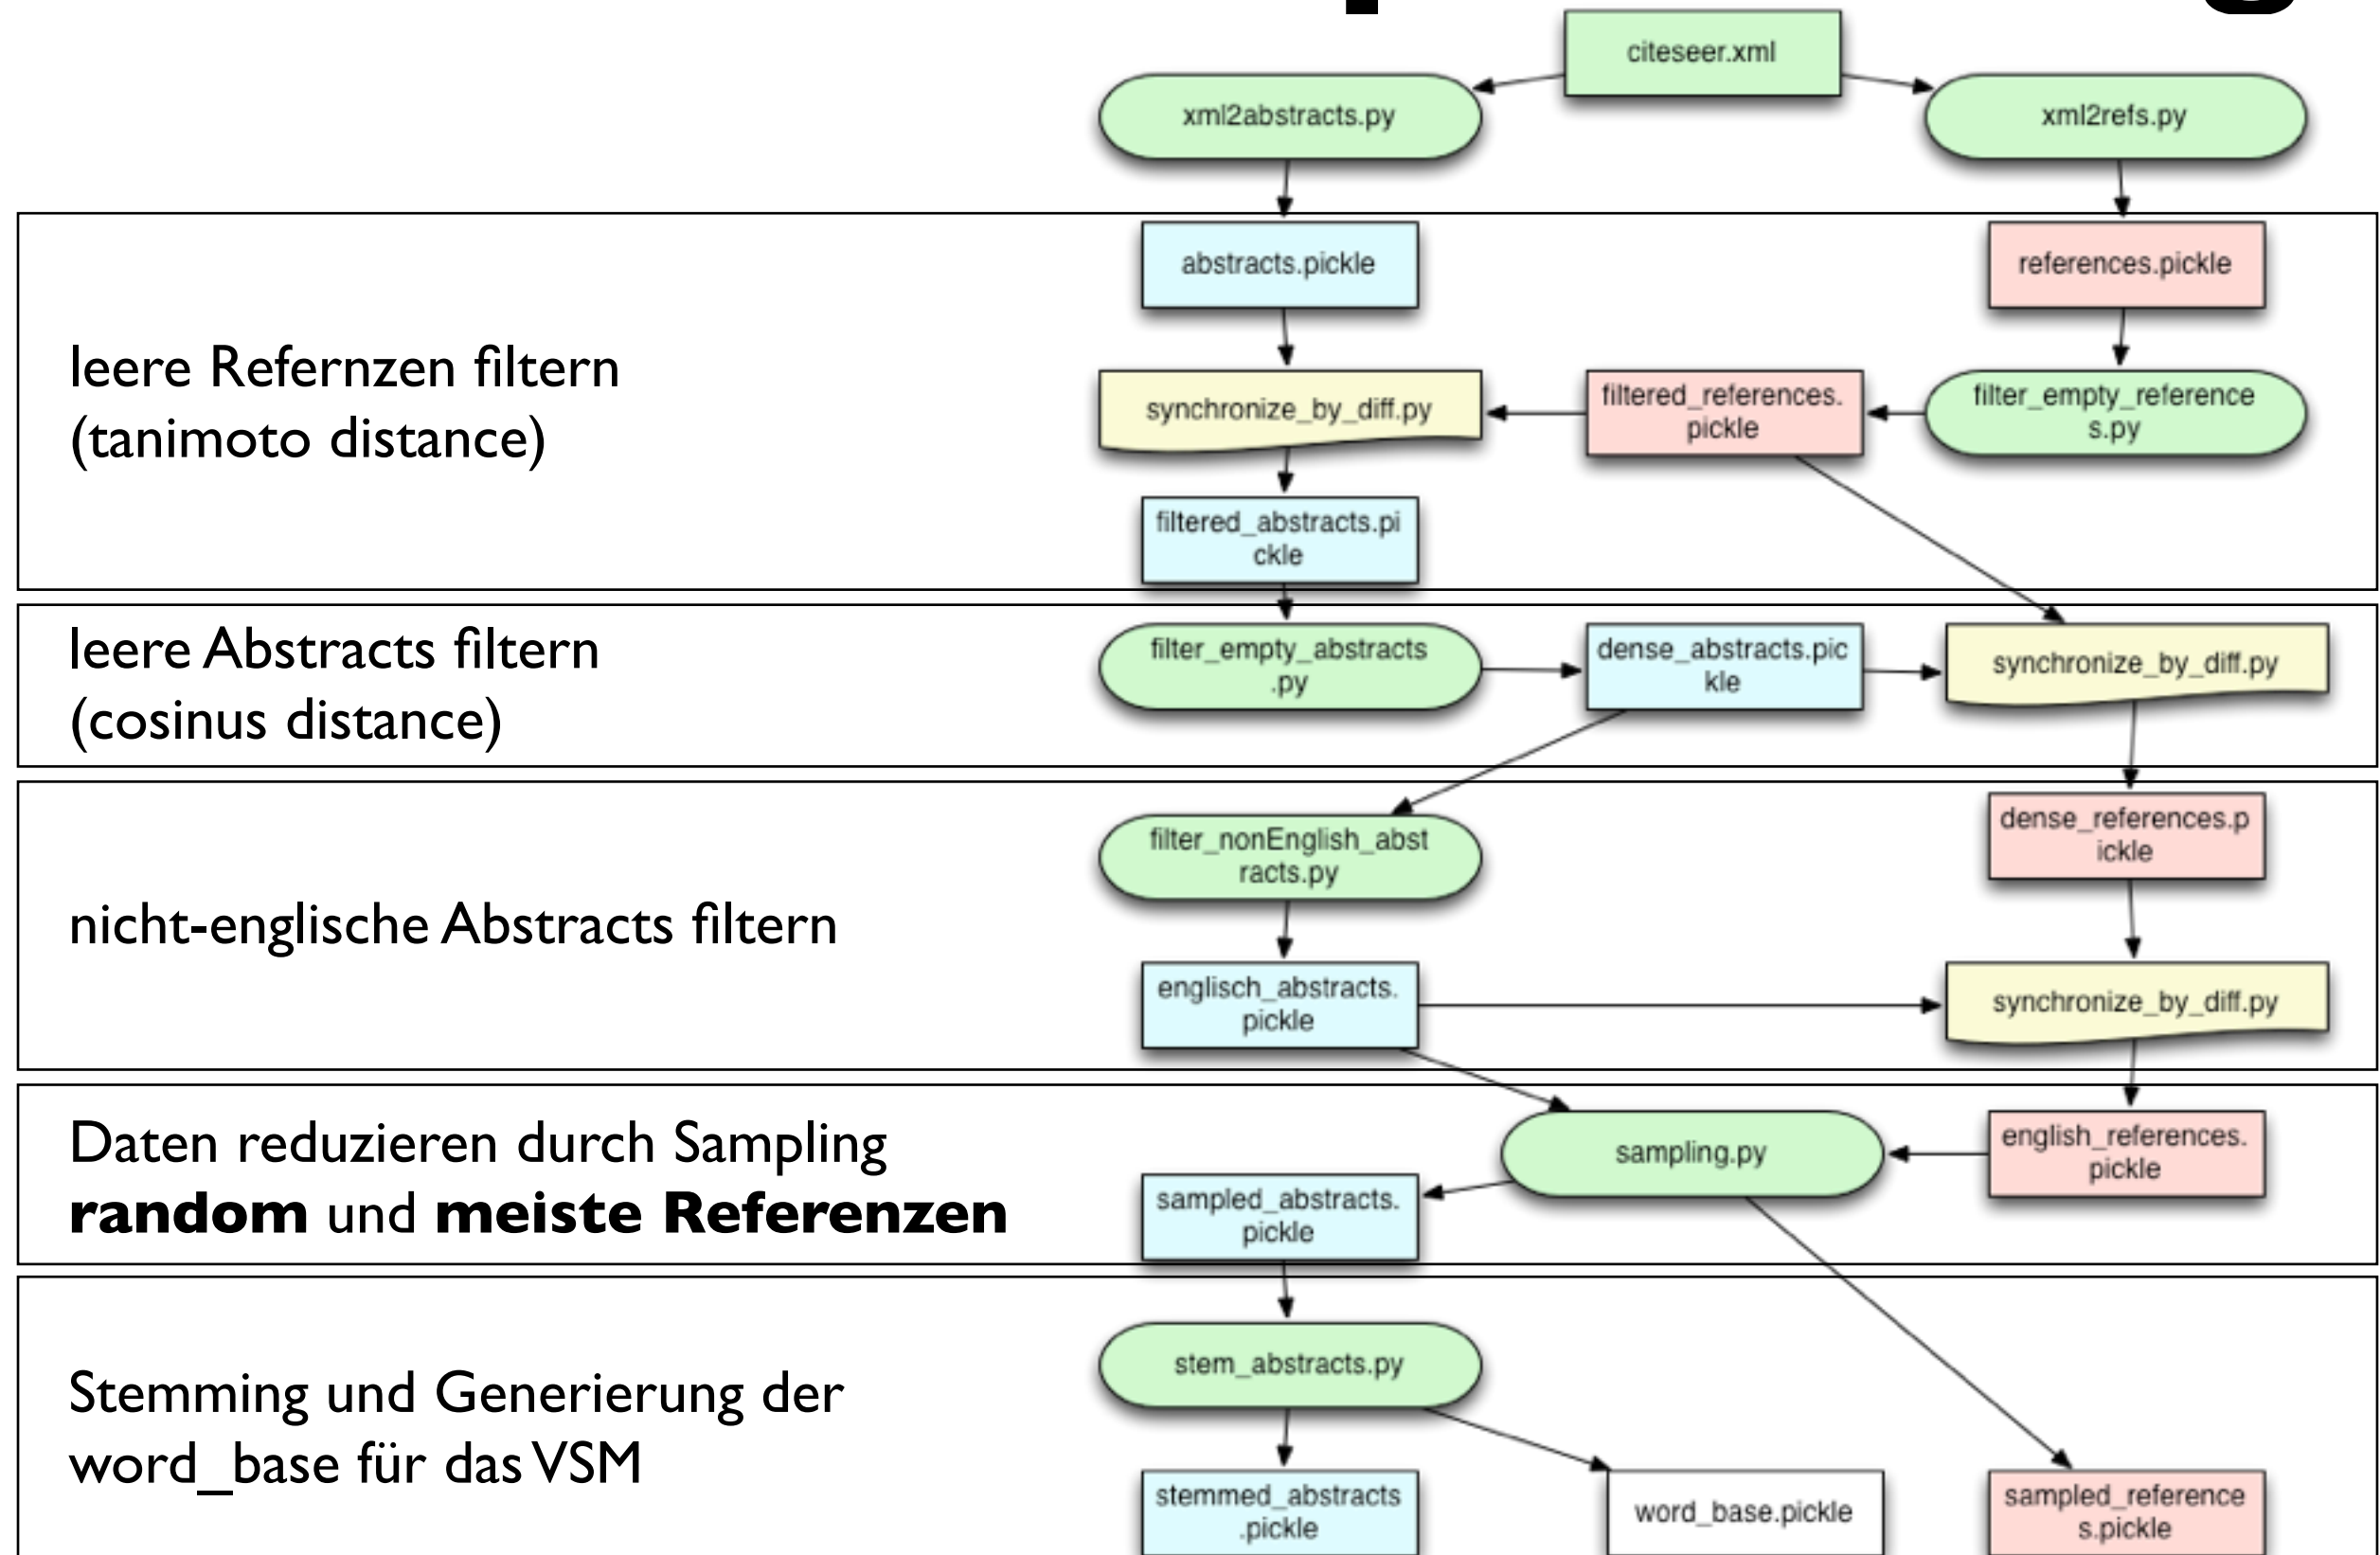 citeseer.xml
xml2abstracts.py
xml2refs.py
abstracts.pickle
references.pickle
leere Refernzen filtern
(tanimoto distance)
synchronize_by_diff.py
filtered_references.
pickle
filter_empty_reference
s.py
filtered_abstracts.pi
ckle
leere Abstracts filtern
(cosinus distance)
filter_empty_abstracts
.py
dense_abstracts.pic
kle
synchronize_by_diff.py
nicht-englische Abstracts filtern
filter_nonEnglish_abst
racts.py
dense_references.p
ickle
englisch_abstracts.
pickle
synchronize_by_diff.py
Daten reduzieren durch Sampling
random und meiste Referenzen
sampling.py
english_references.
pickle
sampled_abstracts.
pickle
Stemming und Generierung der
word_base für das VSM
stem_abstracts.py
stemmed_abstracts
.pickle
word_base.pickle
sampled_reference
s.pickle